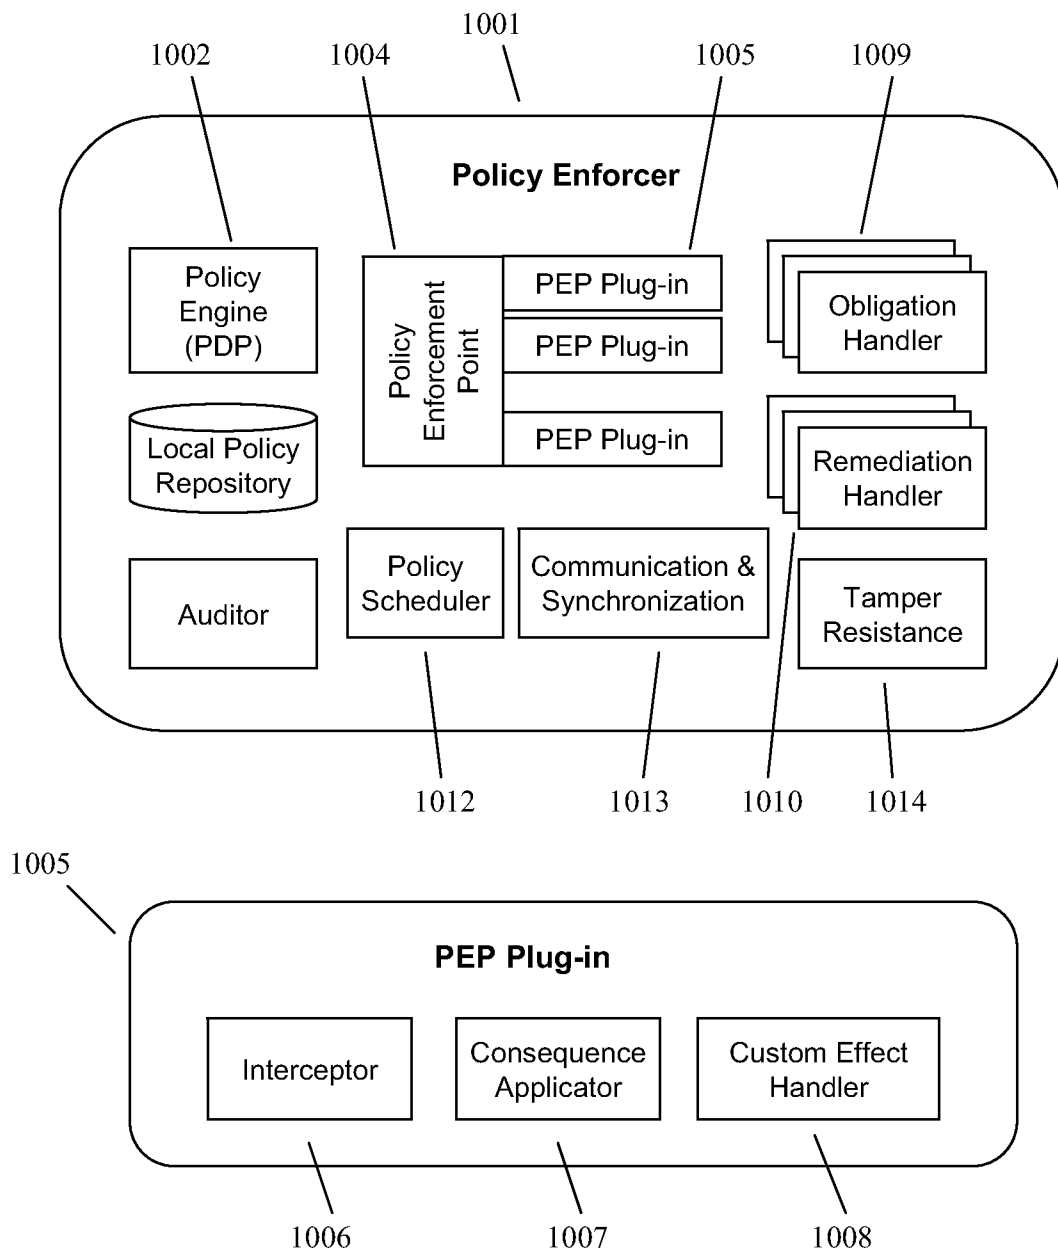 1001
1002
1004
1005
1009
Policy Enforcer
Policy
Engine
(PDP)
Policy
Enforcement
Point
PEP Plug-in
PEP Plug-in
PEP Plug-in
Obligation
Handler
Local Policy
Repository
Remediation
Handler
Auditor
Policy
Scheduler
Communication &
Synchronization
Tamper
Resistance
1012
1013
1010
1014
1005
PEP Plug-in
Interceptor
Consequence
Applicator
Custom Effect
Handler
1006
1007
1008